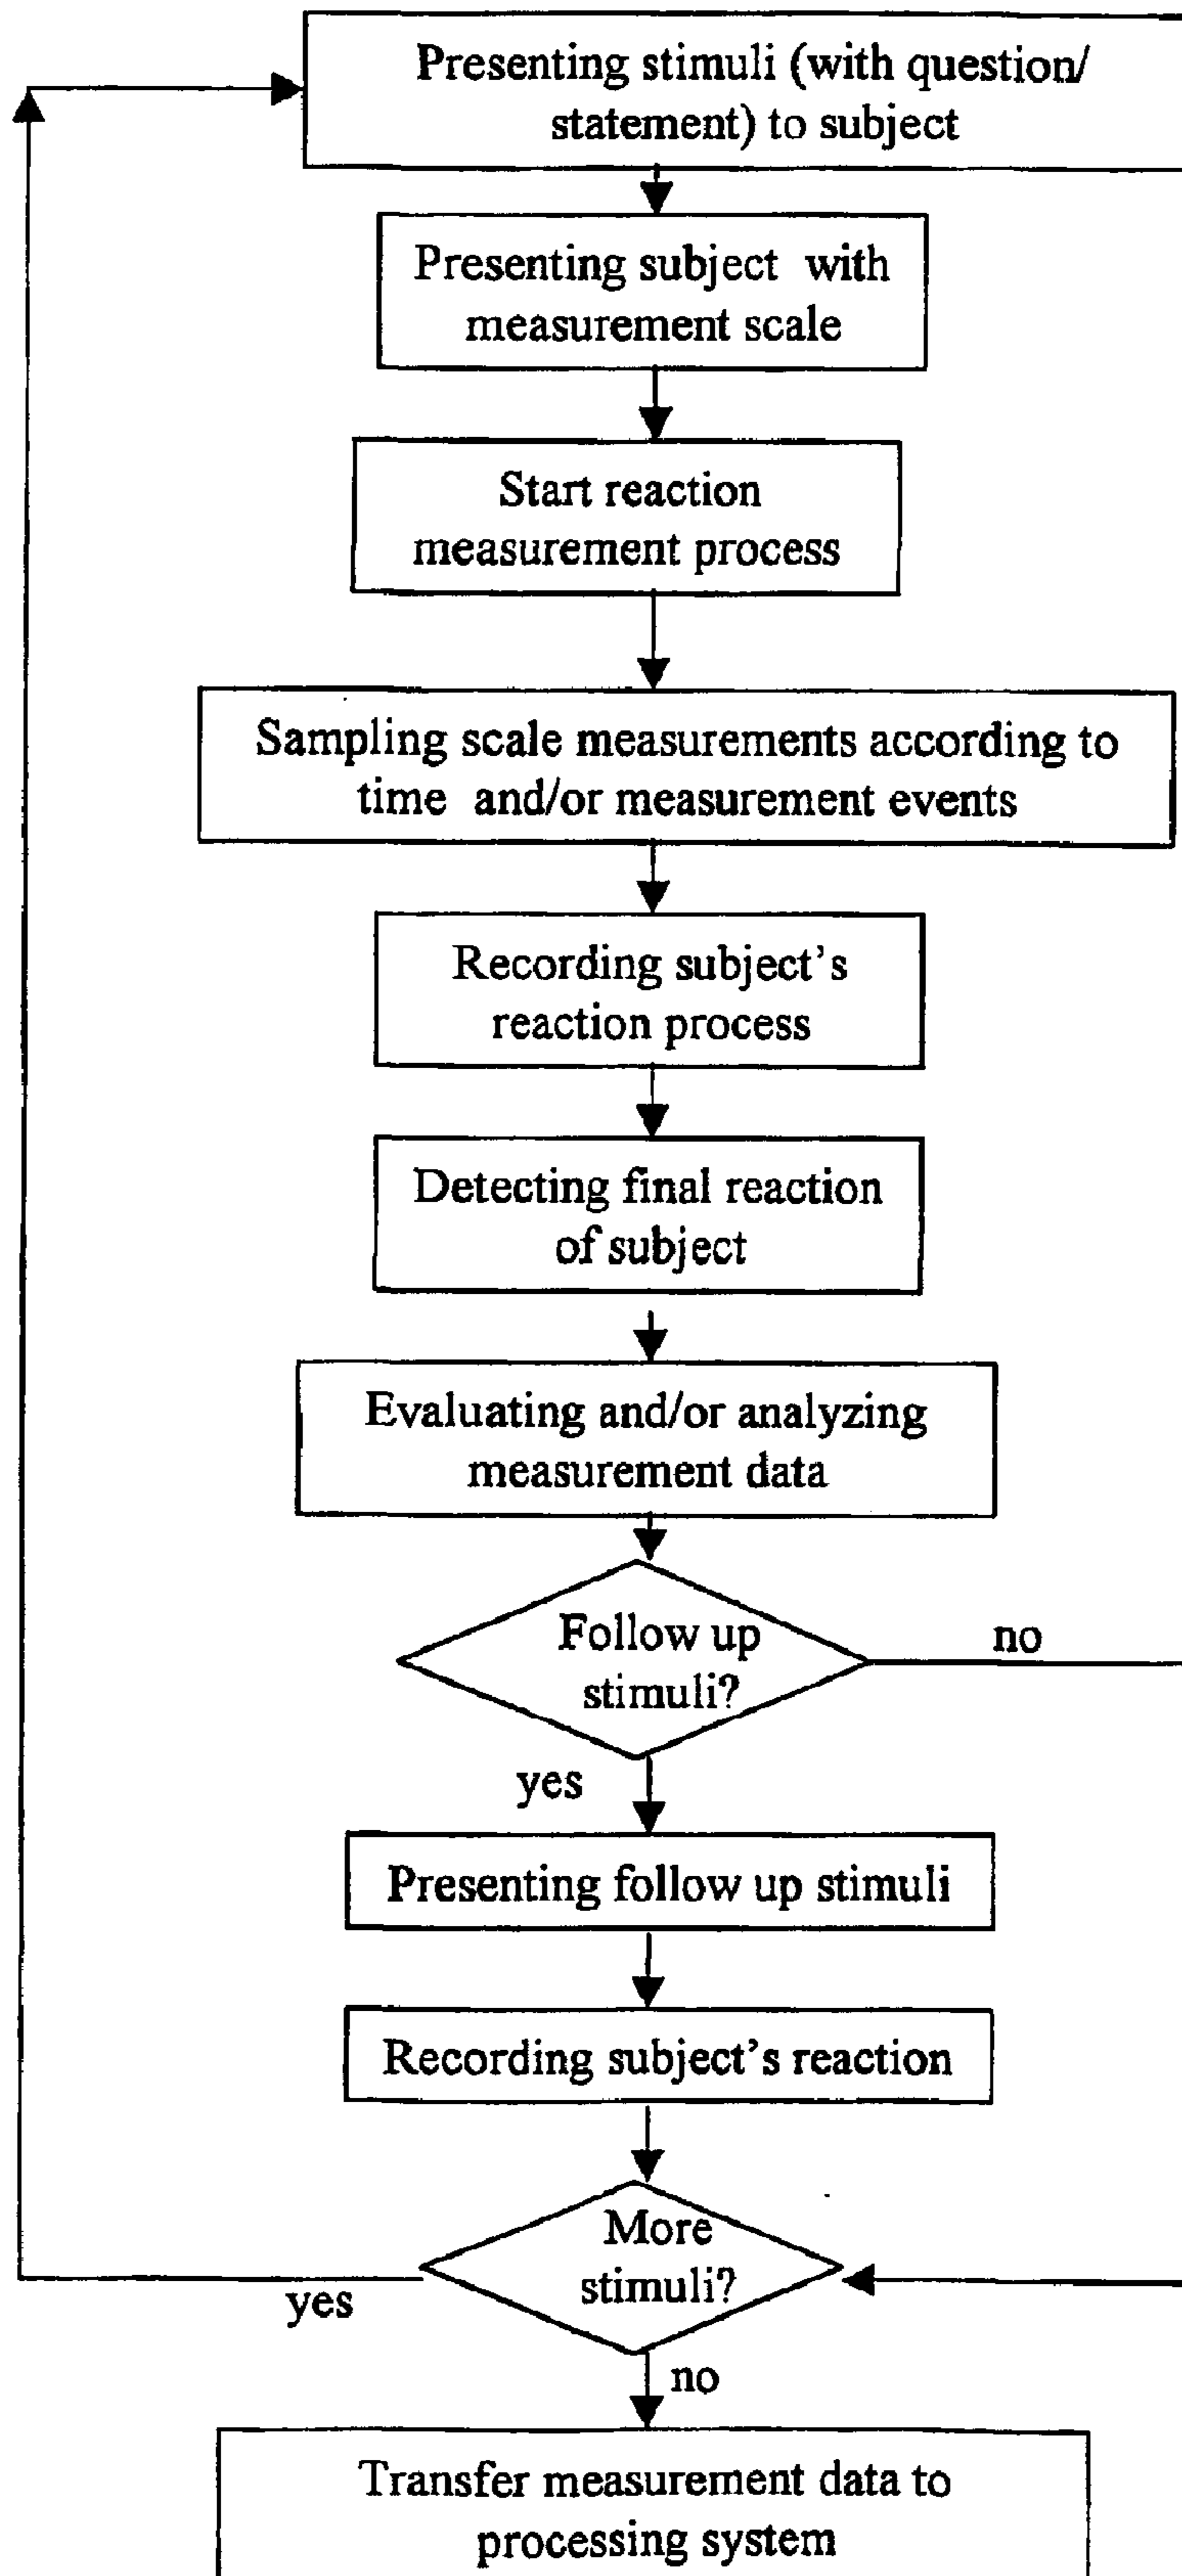 Presenting stimuli (with question/
statement) to subject
Presenting subject with
measurement scale
Start reaction
measurement process
Sampling scale measurements according to
time and/or measurement events
Recording subject's
reaction process
Detecting final reaction
of subject
Evaluating and/or analyzing
measurement data
Follow up
stimuli?
no
yes
Presenting follow up stimuli
Recording subject's reaction
More
stimuli?
yes
no
Transfer measurement data to
processing system